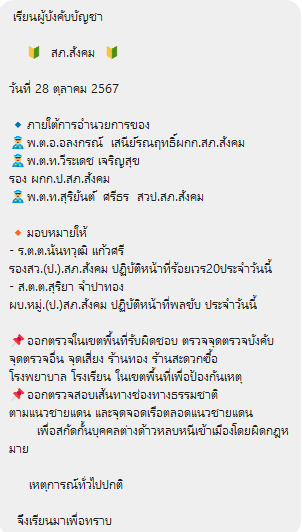 เรียนผู้บังคับบัญชา
🔰 สภ.สังคม 🔰
วันที่ 28 ตุลาคม 2567
🔹ภายใต้การอำนวยการของ
👮พ.ต.อ.อลงกรณ์ เสนีย์รณฤทธิ์ผกก.สภ.สังคม
👮พ.ต.ท.วีระเดช เจริญสุข
รอง ผกก.ป.สภ.สังคม
👮พ.ต.ท.สุริยันต์ ศรีธร สวป.สภ.สังคม
🔸มอบหมายให้
- ร.ต.ต.นันทวุฒิ แก้วศรี
รองสว.(ป.).สภ.สังคม ปฏิบัติหน้าที่ร้อยเวร20ประจำวันนี้
- ส.ต.ต.สุริยา จำปาทอง
ผบ.หมู่.(ป.)สภ.สังคม ปฏิบัติหน้าที่พลขับ ประจำวันนี้
📌ออกตรวจในเขตพื้นที่รับผิดชอบ ตรวจจุดตรวจบังคับ
จุดตรวจอื่น จุดเสี่ยง ร้านทอง ร้านสะดวกซื้อ
โรงพยาบาล โรงเรียน ในเขตพื้นที่เพื่อป้องกันเหตุ
📌ออกตรวจสอบเส้นทางช่องทางธรรมชาติ
ตามแนวชายแดน และจุดจอดเรือตลอดแนวชายแดน
เพื่อสกัดกั้นบุคคลต่างด้าวหลบหนีเข้าเมืองโดยผิดกฎห
มาย
เหตุการณ์ทั่วไปปกติ
จึงเรียนมาเพื่อทราบ